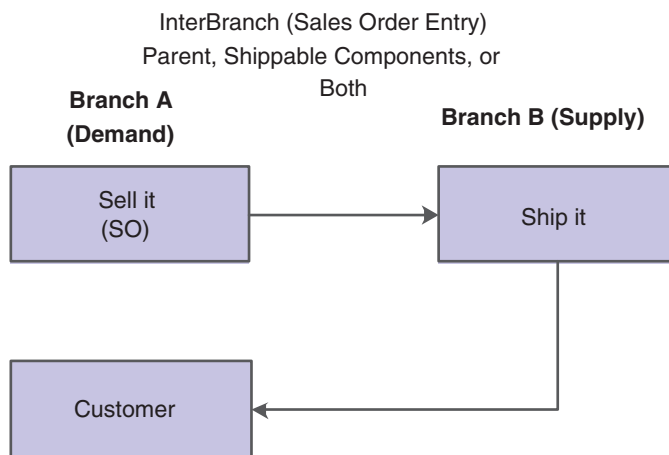 InterBranch (Sales Order Entry)
Parent, Shippable Components, or
Both
Branch A
(Demand)
Branch B (Supply)
Sell it
(SO)
Ship it
Customer